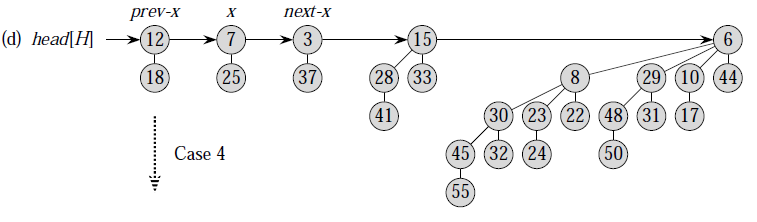 prev-x x next-x
(d) head[H] 12 7 3 15 6
18 25 37 28 33 8 29 10 44
41 30 23 22 48 31 17
Case 4 45 32 24 50
55